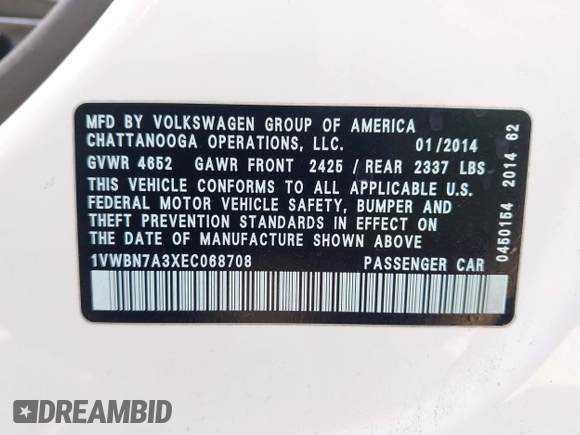 MFD BY VOLKSWAGEN GROUP OF AMERICA
CHATTANOOGA OPERATIONS, LLC. 01/2014
GVWR 4652 GAWR FRONT 2425 / REAR 2337 LBS
THIS VEHICLE CONFORMS TO ALL APPLICABLE U.S.
FEDERAL MOTOR VEHICLE SAFETY, BUMPER AND
THEFT PREVENTION STANDARDS IN EFFECT ON
THE DATE OF MANUFACTURE SHOWN ABOVE
1VWBN7A3XEC068708 PASSENGER CAR
0450154 2014 62
DREAMBID